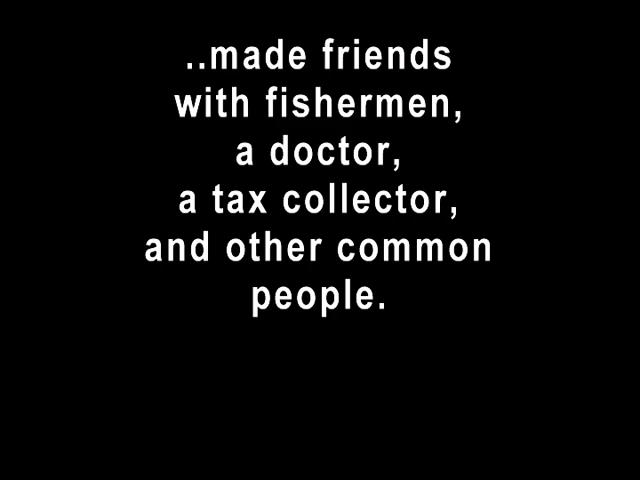 ..made friends
with fishermen,
a doctor,
a tax collector,
and other common
people.